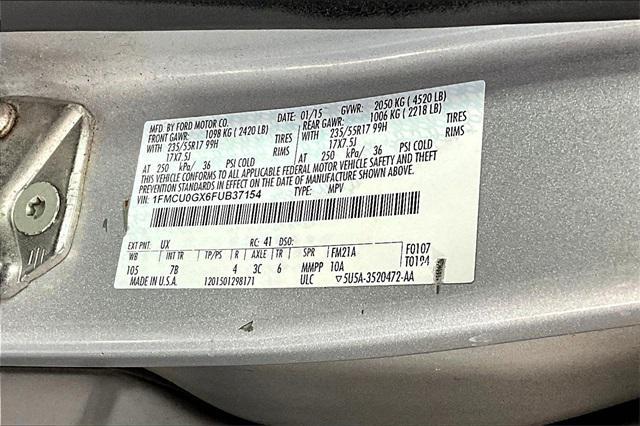 MFD. BY FORD MOTOR CO. DATE: 01/15 GVWR: 2050 KG ( 4520 LB)
FRONT GAWR: 1098 KG ( 2420 LB) REAR GAWR: 1006 KG ( 2218 LB)
WITH 235/55R17 99H TIRES WITH 235/55R17 99H TIRES
17X7.5J RIMS 17X7.5J RIMS
AT 250 kPa/ 36 PSI COLD AT 250 kPa/ 36 PSI COLD
THIS VEHICLE CONFORMS TO ALL APPLICABLE FEDERAL MOTOR VEHICLE SAFETY AND THEFT
PREVENTION STANDARDS IN EFFECT ON THE DATE OF MANUFACTURE SHOWN ABOVE.
VIN: 1FMCU0GX6FUB37154 TYPE: MPV
EXT PNT: UX RC: 41 DSO:
WB TP/PS R AXLE TR SPR FM21A F0107
105 7B 4 3C 6 MMPP 10A T0194
MADE IN U.S.A. 1201501298171 ULC ▽5U5A-3520472-AA